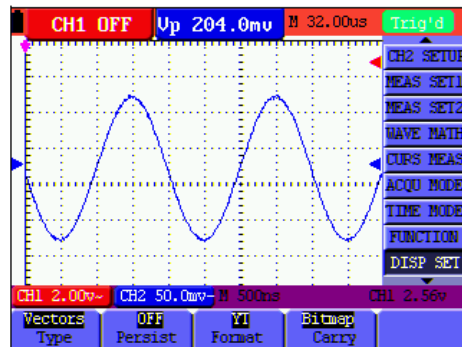 CH1 OFF Vp 204.0mv M 32.00us Trig'd
CH2 SETUP
MEAS SET1
MEAS SET2
WAVE MATH
CURS MEAS
ACQU MODE
TIME MODE
FUNCTION
DISP SET
CH1 2.00v~ CH2 50.0mv- M 500ns CH1 2.56v
Vectors OFF YT Bitmap
Type Persist Format Carry